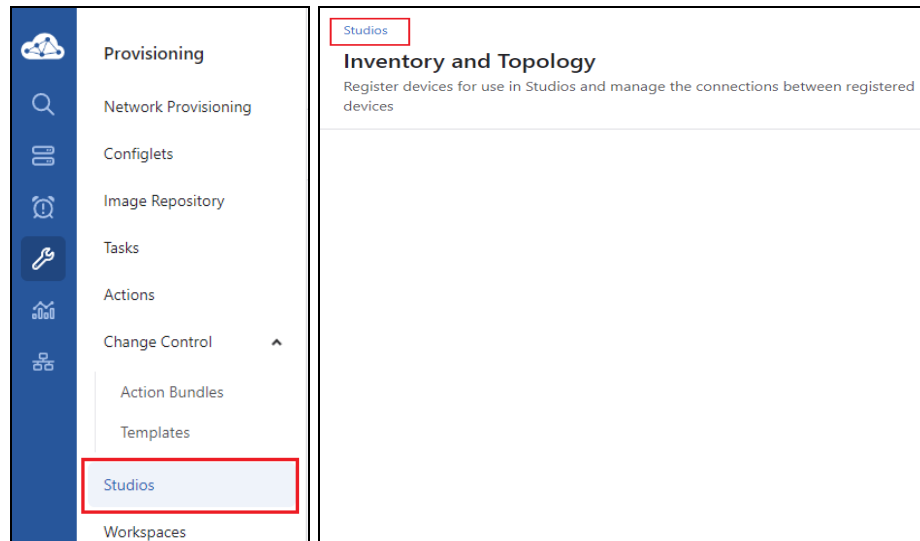 Provisioning
Network Provisioning
Configlets
Image Repository
Tasks
Actions
Change Control
Action Bundles
Templates
Studios
Workspaces
Studios
Inventory and Topology
Register devices for use in Studios and manage the connections between registered
devices